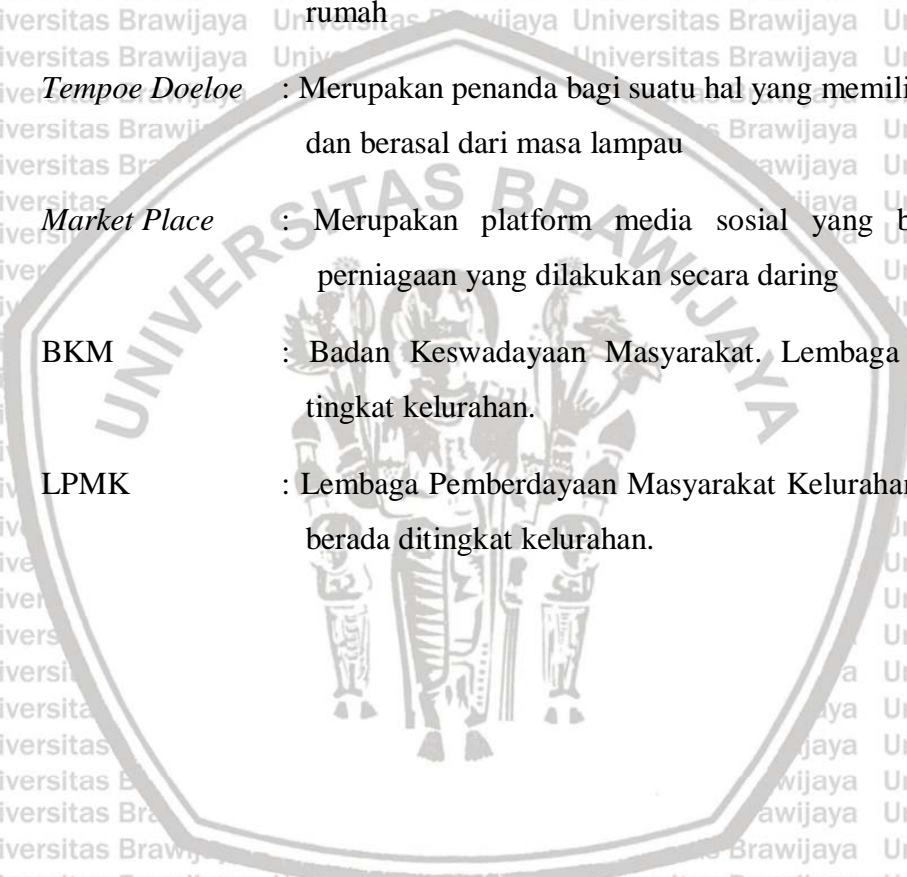 rumah
Tempoe Doeloe : Merupakan penanda bagi suatu hal yang memili
dan berasal dari masa lampau
Market Place : Merupakan platform media sosial yang b
perniagaan yang dilakukan secara daring
BKM : Badan Keswadayaan Masyarakat. Lembaga
tingkat kelurahan.
LPMK : Lembaga Pemberdayaan Masyarakat Kelurahan
berada ditingkat kelurahan.
UNIVERSITAS BRAWIJAYA